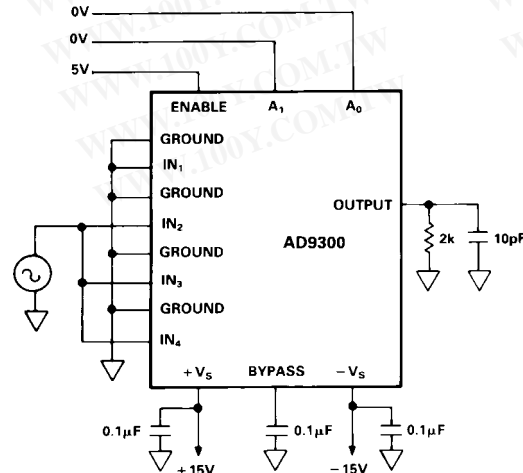 WWW.100Y.COM.TW
0V
0V
5V
ENABLE A₁ A₀
GROUND
IN₁
GROUND
IN₂
GROUND
IN₃
GROUND
IN₄
OUTPUT
AD9300
2k
10pF
+VS BYPASS −VS
0.1µF
0.1µF
0.1µF
+15V
−15V